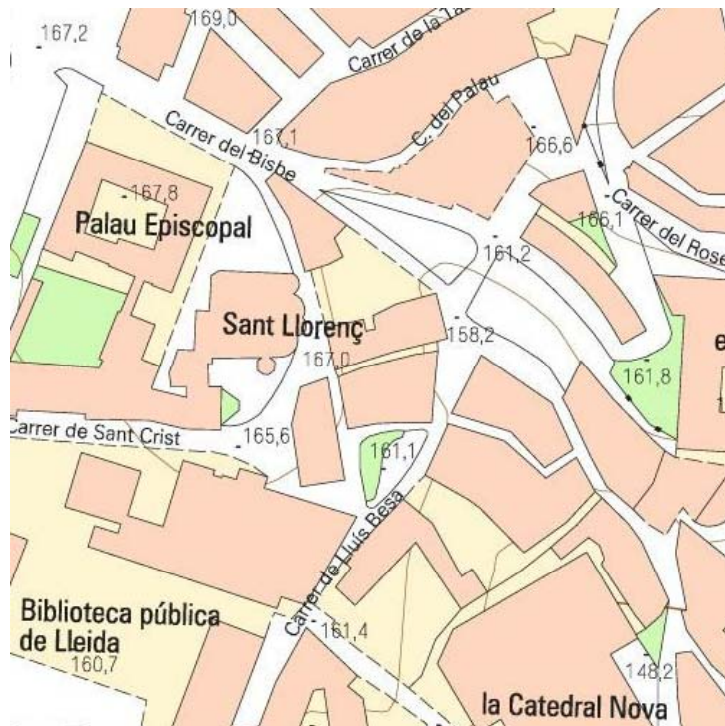 169,0
167,2
Carrer de la
C. del Palau
Carrer del Bisbe
167,1
166,6
167,8
Palau Episcopal
166,1
Carrer del Rose
161,2
Sant Llorenç
158,2
167,0
e
161,8
Carrer de Sant Crist
165,6
161,1
Carrer de Lluís Besa
Biblioteca pública
de Lleida
161,4
160,7
148,2
la Catedral Nova